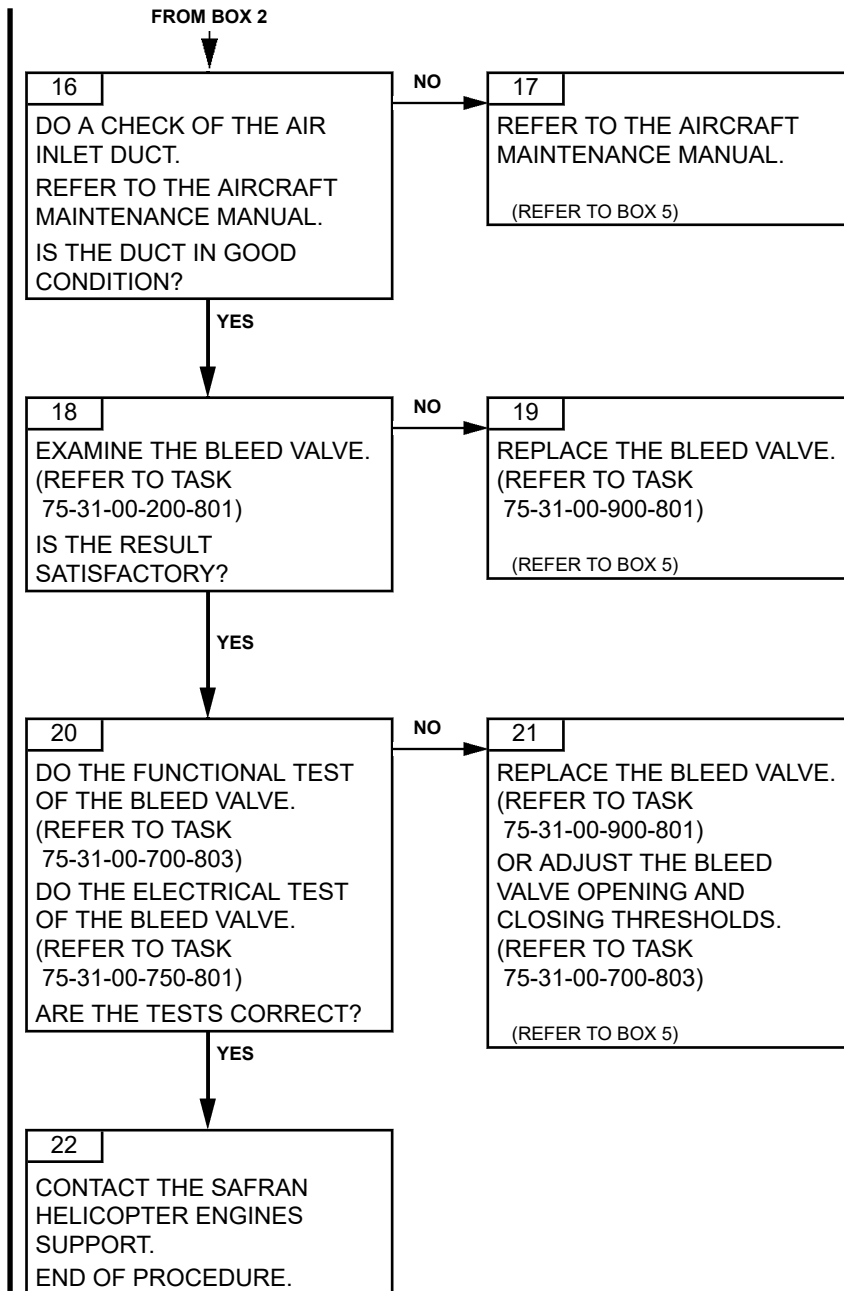 FROM BOX 2
16
DO A CHECK OF THE AIR
INLET DUCT.
REFER TO THE AIRCRAFT
MAINTENANCE MANUAL.
IS THE DUCT IN GOOD
CONDITION?
NO
17
REFER TO THE AIRCRAFT
MAINTENANCE MANUAL.
(REFER TO BOX 5)
YES
18
EXAMINE THE BLEED VALVE.
(REFER TO TASK
75-31-00-200-801)
IS THE RESULT
SATISFACTORY?
NO
19
REPLACE THE BLEED VALVE.
(REFER TO TASK
75-31-00-900-801)
(REFER TO BOX 5)
YES
20
DO THE FUNCTIONAL TEST
OF THE BLEED VALVE.
(REFER TO TASK
75-31-00-700-803)
DO THE ELECTRICAL TEST
OF THE BLEED VALVE.
(REFER TO TASK
75-31-00-750-801)
ARE THE TESTS CORRECT?
NO
21
REPLACE THE BLEED VALVE.
(REFER TO TASK
75-31-00-900-801)
OR ADJUST THE BLEED
VALVE OPENING AND
CLOSING THRESHOLDS.
(REFER TO TASK
75-31-00-700-803)
(REFER TO BOX 5)
YES
22
CONTACT THE SAFRAN
HELICOPTER ENGINES
SUPPORT.
END OF PROCEDURE.